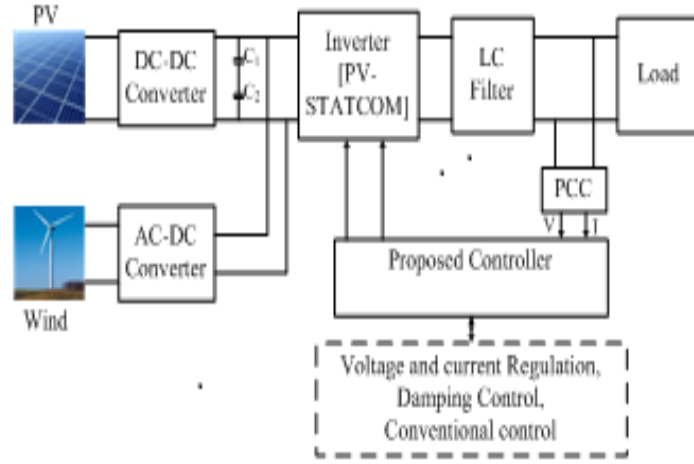 PV
DC-DC
Converter
C1
C2
Inverter
[PV-
STATCOM]
LC
Filter
Load
PCC
V
I
AC-DC
Converter
Wind
Proposed Controller
Voltage and current Regulation,
Damping Control,
Conventional control